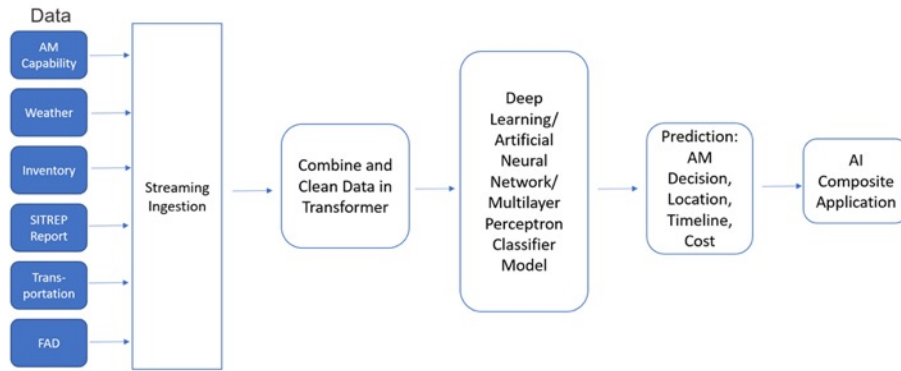 Data
AM
Capability
Weather
Inventory
SITREP
Report
Trans-
portation
FAD
Streaming
Ingestion
Combine and
Clean Data in
Transformer
Deep
Learning/
Artificial
Neural
Network/
Multilayer
Perceptron
Classifier
Model
Prediction:
AM
Decision,
Location,
Timeline,
Cost
AI
Composite
Application